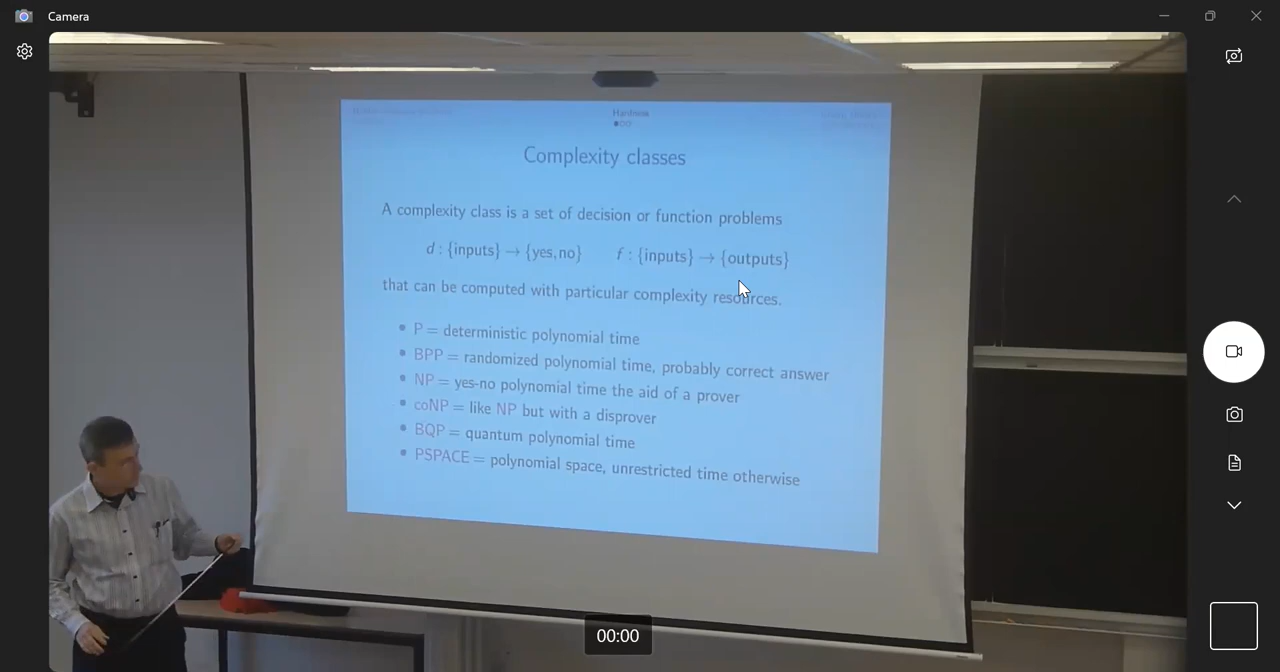 Camera
Hardness
Complexity classes
A complexity class is a set of decision or function problems
d : {inputs} → {yes, no} f : {inputs} → {outputs}
that can be computed with particular complexity resources.
• P = deterministic polynomial time
• BPP = randomized polynomial time, probably correct answer
• NP = yes-no polynomial time the aid of a prover
• coNP = like NP but with a disprover
• BQP = quantum polynomial time
• PSPACE = polynomial space, unrestricted time otherwise
00:00